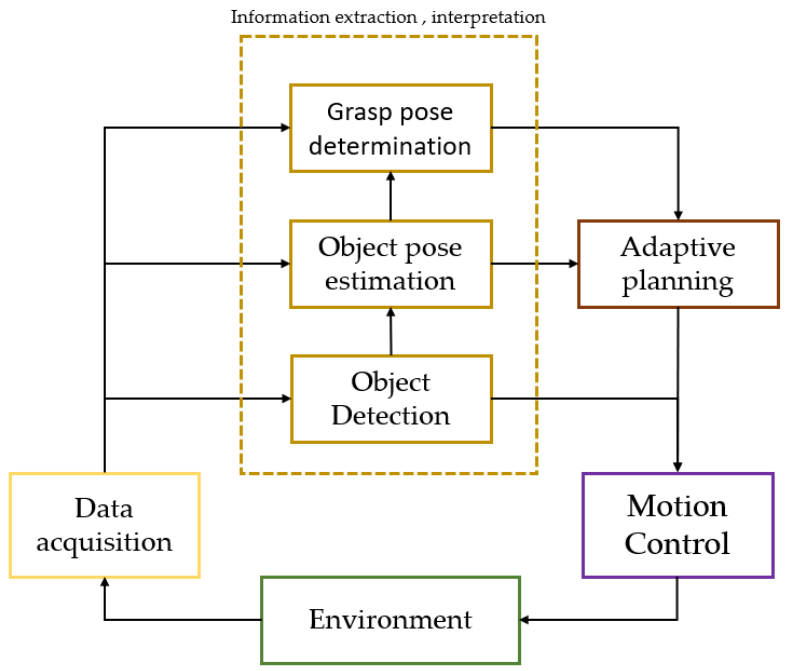 Information extraction , interpretation
Grasp pose
determination
Object pose
estimation
Adaptive
planning
Object
Detection
Data
acquisition
Motion
Control
Environment